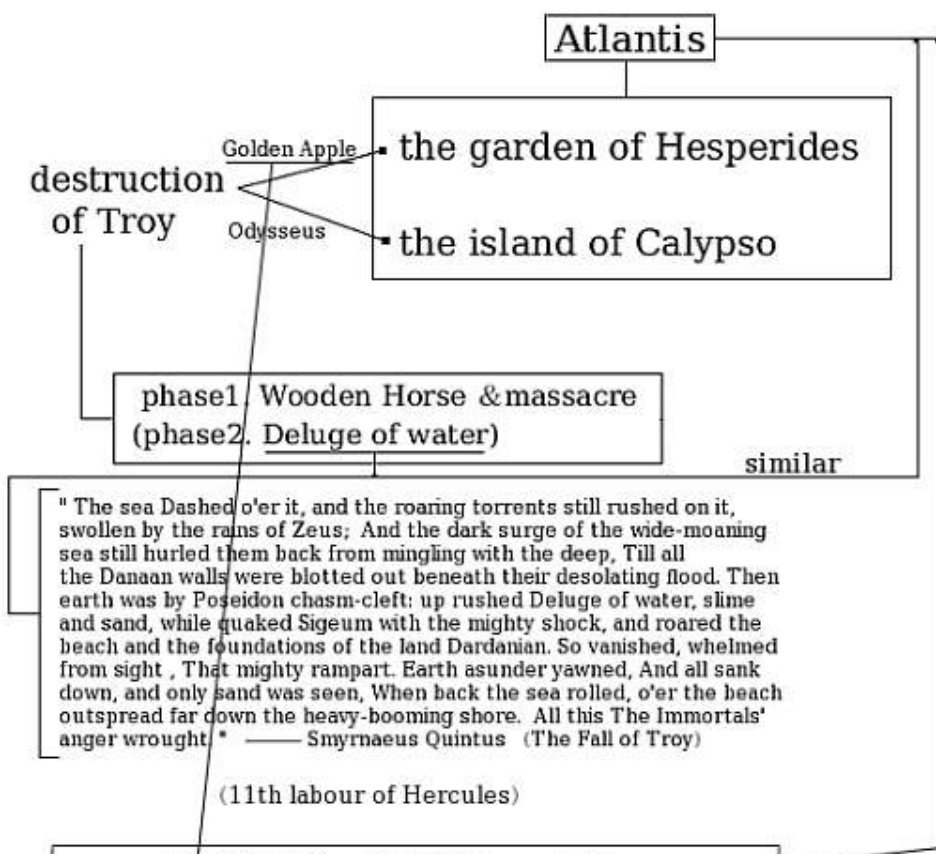 Atlantis
Golden Apple
the garden of Hesperides
destruction
of Troy
Odysseus
the island of Calypso
phase1. Wooden Horse &massacre
(phase2. Deluge of water)
similar
" The sea Dashed o'er it, and the roaring torrents still rushed on it,
swollen by the rains of Zeus; And the dark surge of the wide-moaning
sea still hurled them back from mingling with the deep, Till all
the Danaan walls were blotted out beneath their desolating flood. Then
earth was by Poseidon chasm-cleft: up rushed Deluge of water, slime
and sand, while quaked Sigeum with the mighty shock, and roared the
beach and the foundations of the land Dardanian. So vanished, whelmed
from sight , That mighty rampart. Earth asunder yawned, And all sank
down, and only sand was seen, When back the sea rolled, o'er the beach
outspread far down the heavy-booming shore. All this The Immortals'
anger wrought. " —— Smyrnaeus Quintus (The Fall of Troy)
(11th labour of Hercules)